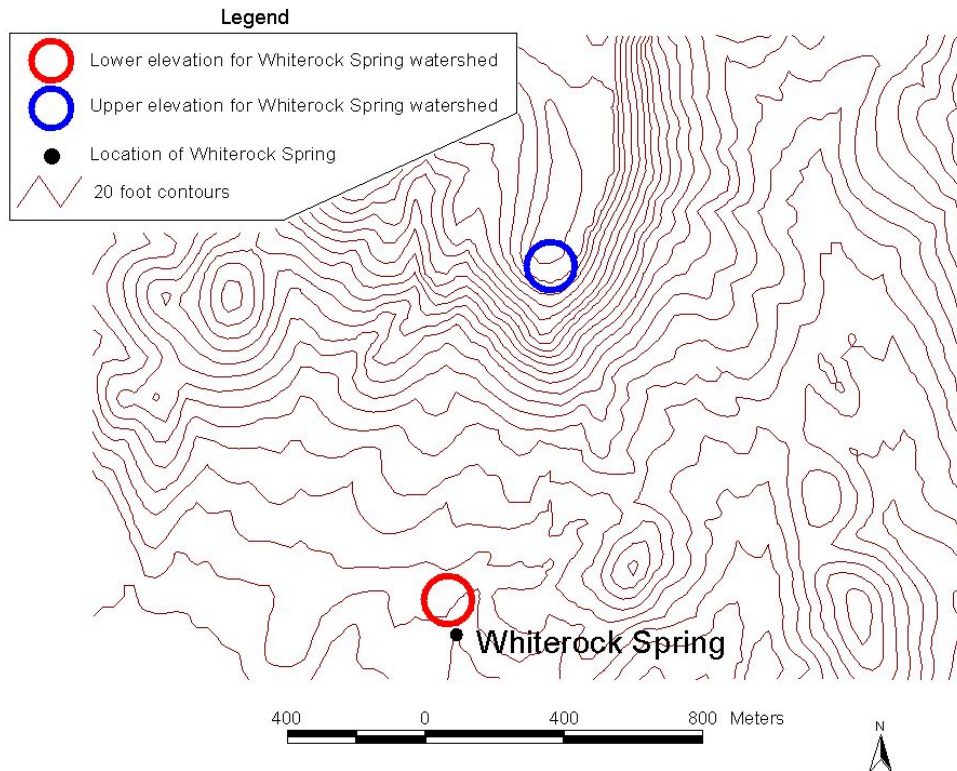 Legend
Lower elevation for Whiterock Spring watershed
Upper elevation for Whiterock Spring watershed
Location of Whiterock Spring
20 foot contours
Whiterock Spring
400 0 400 800 Meters
N